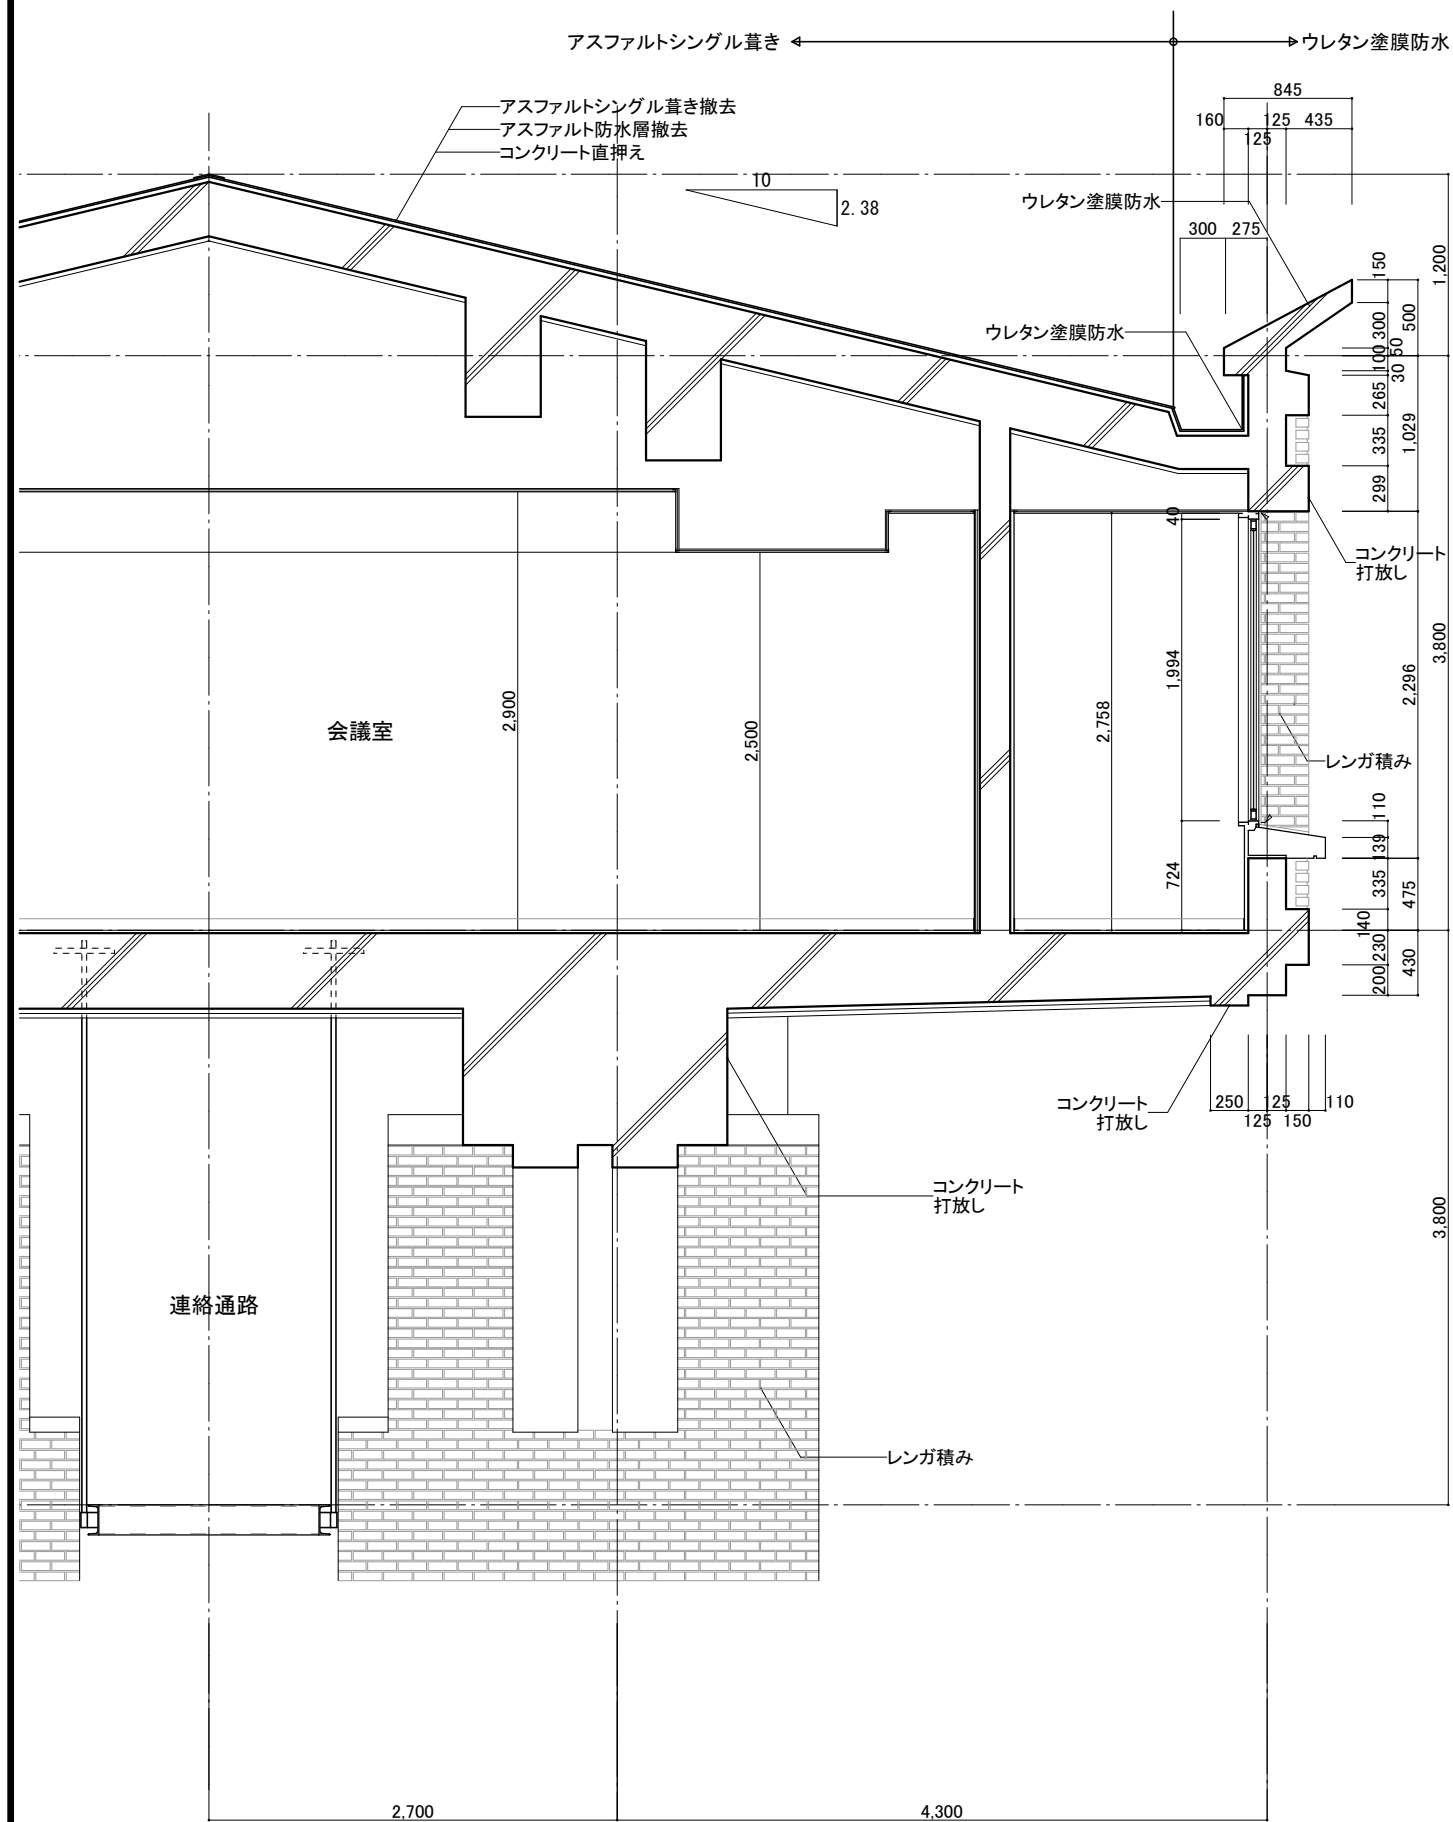 アスファルトシングル葺き
ウレタン塗膜防水
845
160
125
435
125
アスファルトシングル葺き撤去
アスファルト防水層撤去
コンクリート直押え
10
2.38
ウレタン塗膜防水
300
275
ウレタン塗膜防水
150
300
50
100
30
265
335
299
500
1,029
1,200
40
コンクリート
打放し
3,800
2,296
1,994
2,900
2,758
2,500
会議室
レンガ積み
110
139
724
335
475
140
230
200
430
250
125
110
125
150
コンクリート
打放し
コンクリート
打放し
3,800
連絡通路
レンガ積み
2,700
4,300